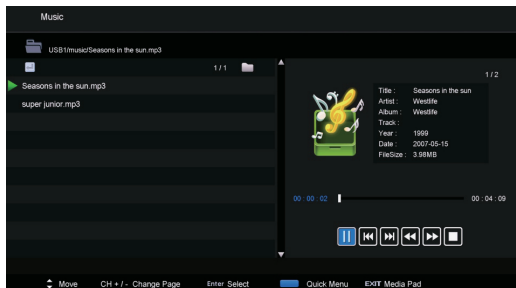 Music
USB1/music/Seasons in the sun.mp3
1/1
Seasons in the sun.mp3
super junior.mp3
1/2
Title : Seasons in the sun
Artist : Westlife
Album : Westlife
Track :
Year : 1999
Date : 2007-05-15
FileSize : 3.98MB
00 : 00 : 02
00 : 04 : 09
Move CH + / - Change Page Enter Select Quick Menu EXIT Media Pad